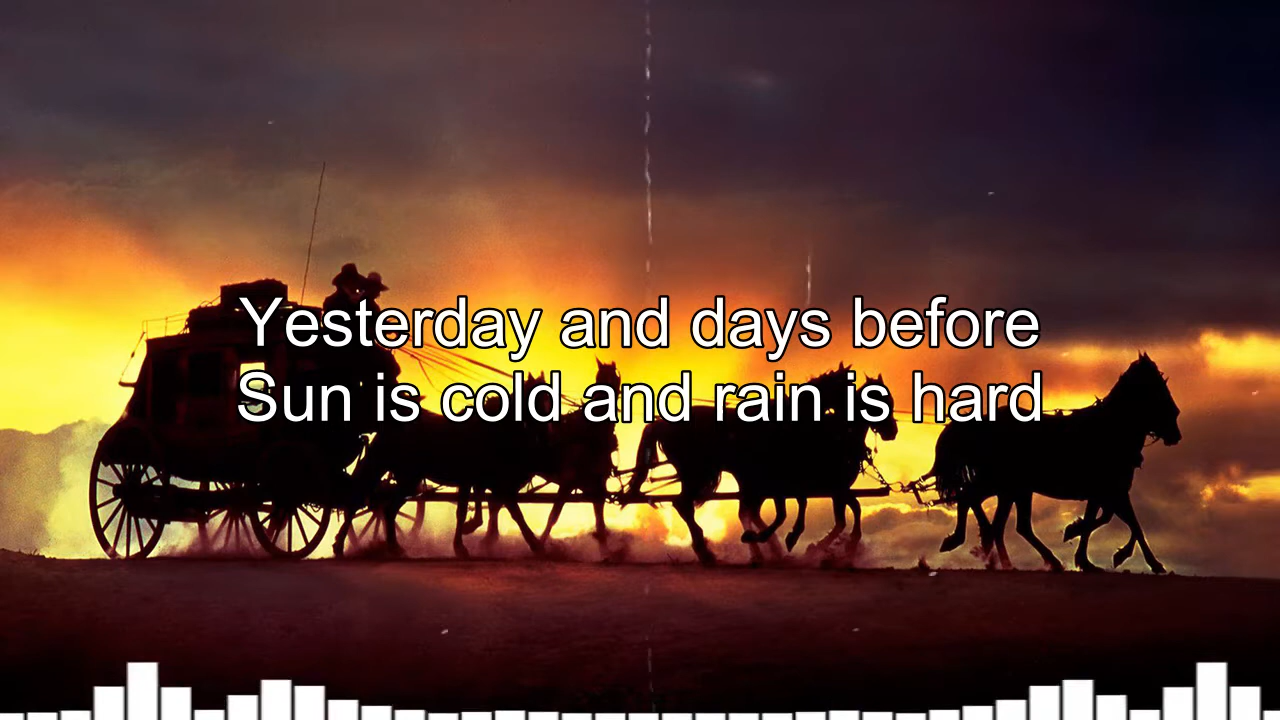 Yesterday and days before
Sun is cold and rain is hard